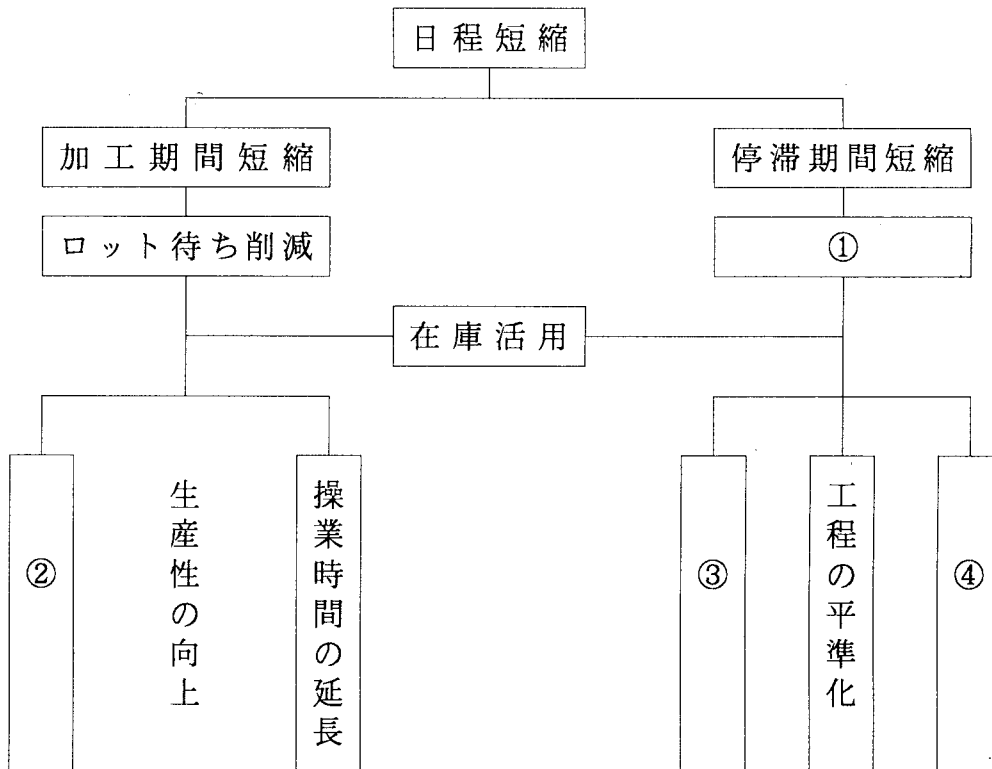 日程短縮
加工期間短縮
停滞期間短縮
ロット待ち削減
①
在庫活用
②
生産性の向上
操業時間の延長
③
工程の平準化
④